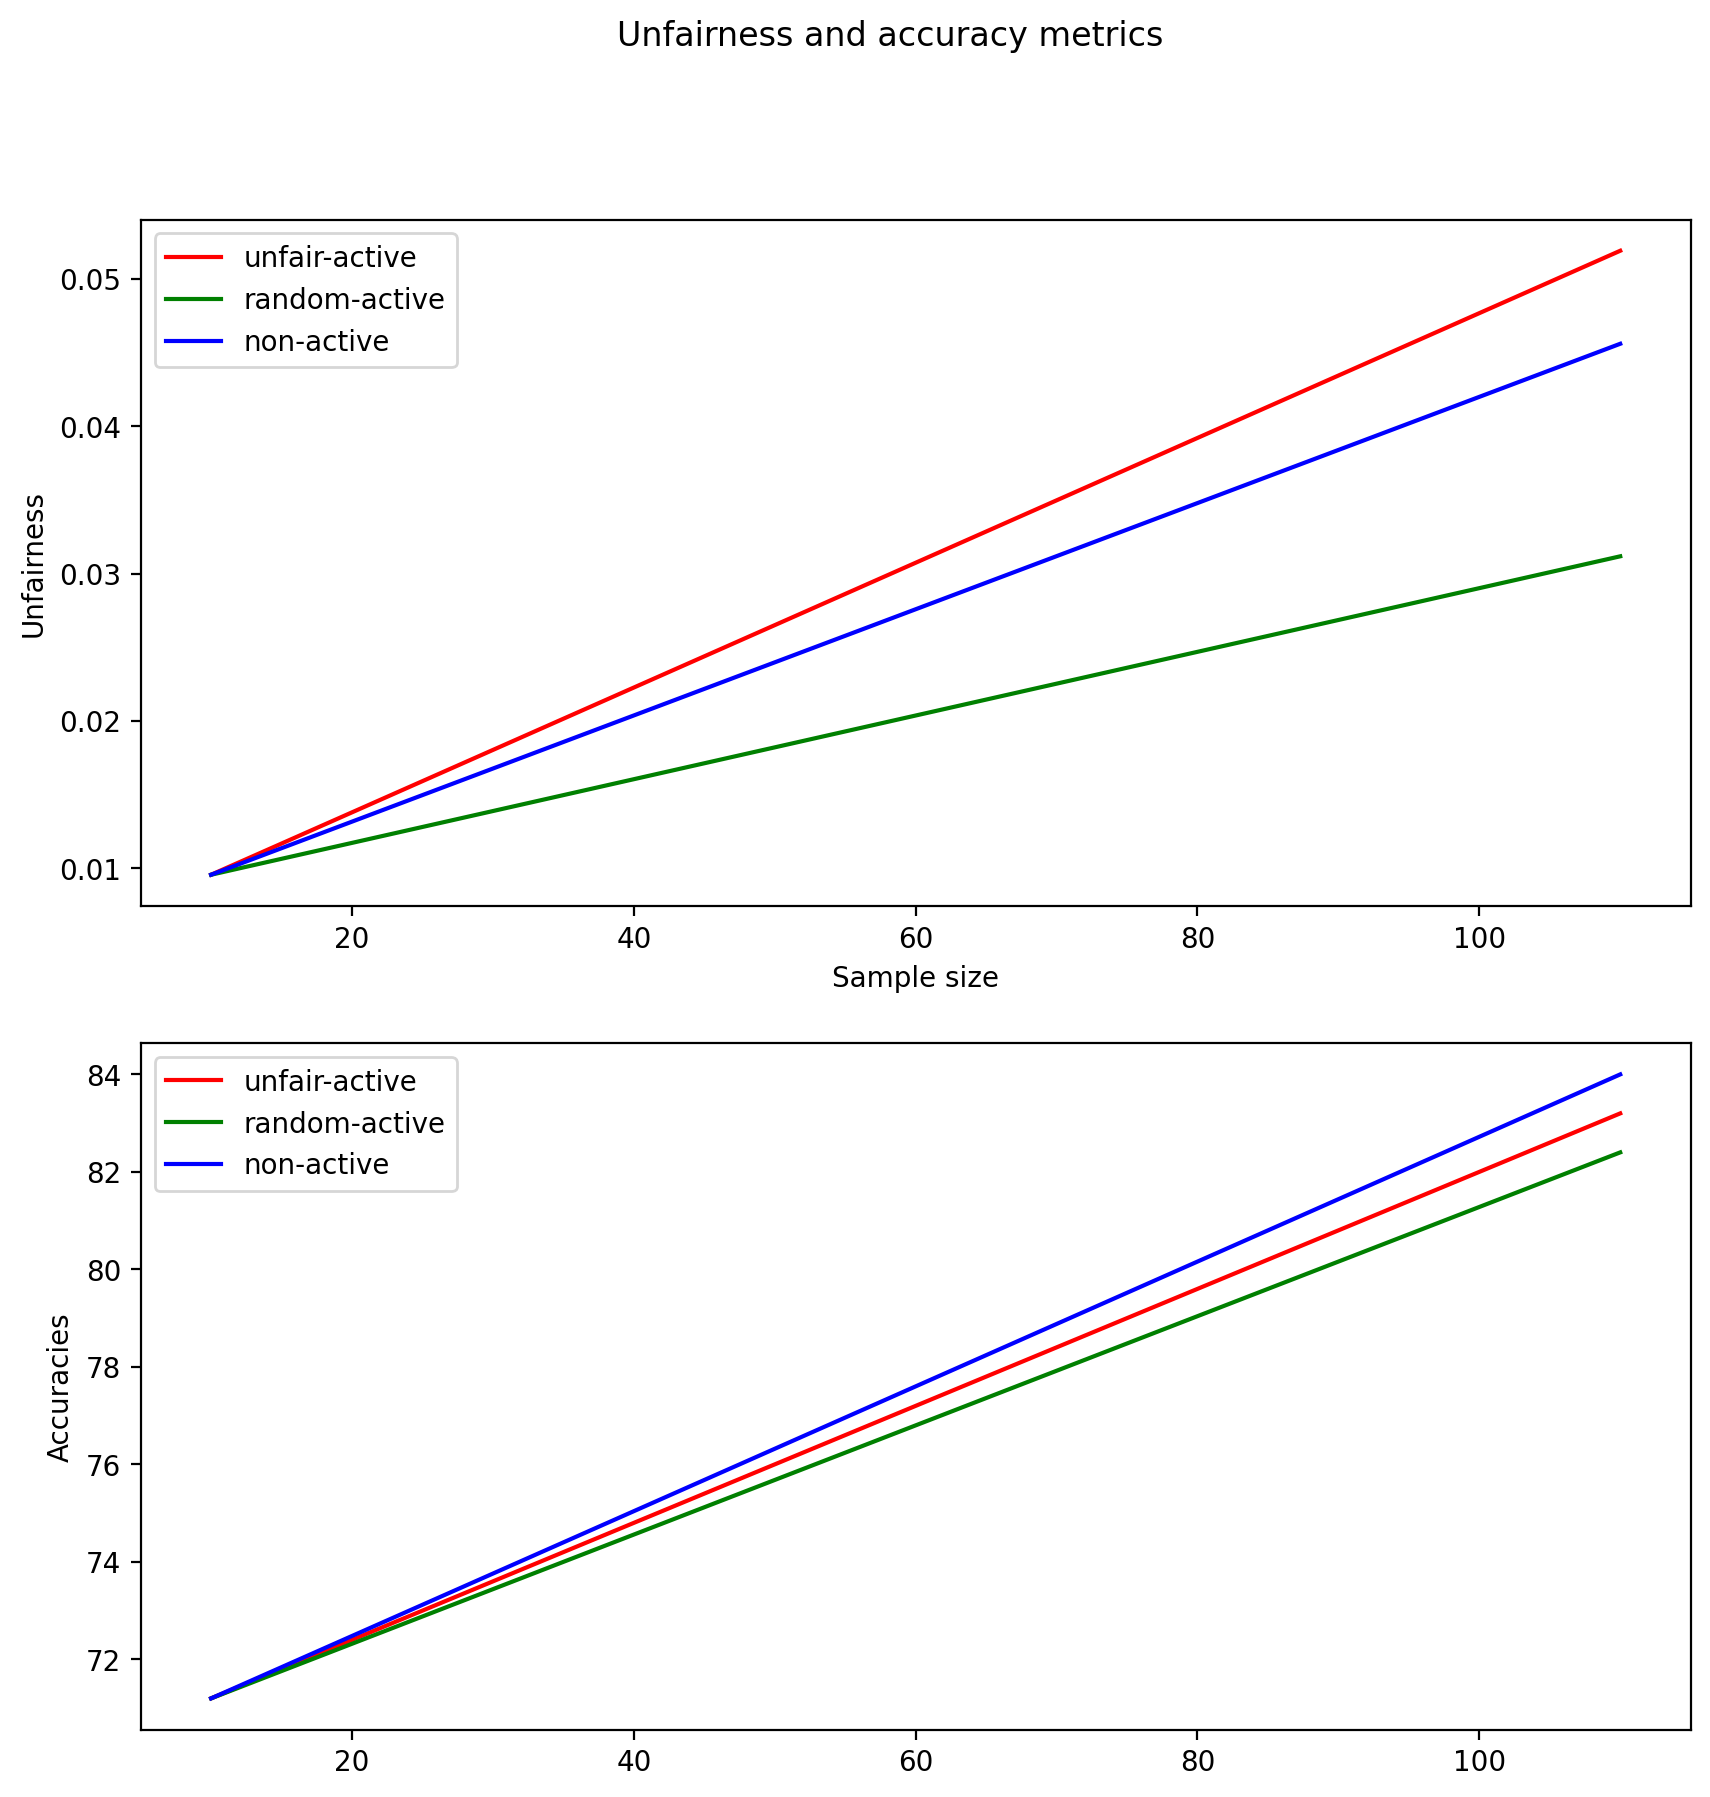 Unfairness and accuracy metrics
unfair-active
random-active
non-active
0.05
0.04
0.03
0.02
0.01
Unfairness
20 40 60 80 100
Sample size
unfair-active
random-active
non-active
84
82
80
78
76
74
72
Accuracies
20 40 60 80 100